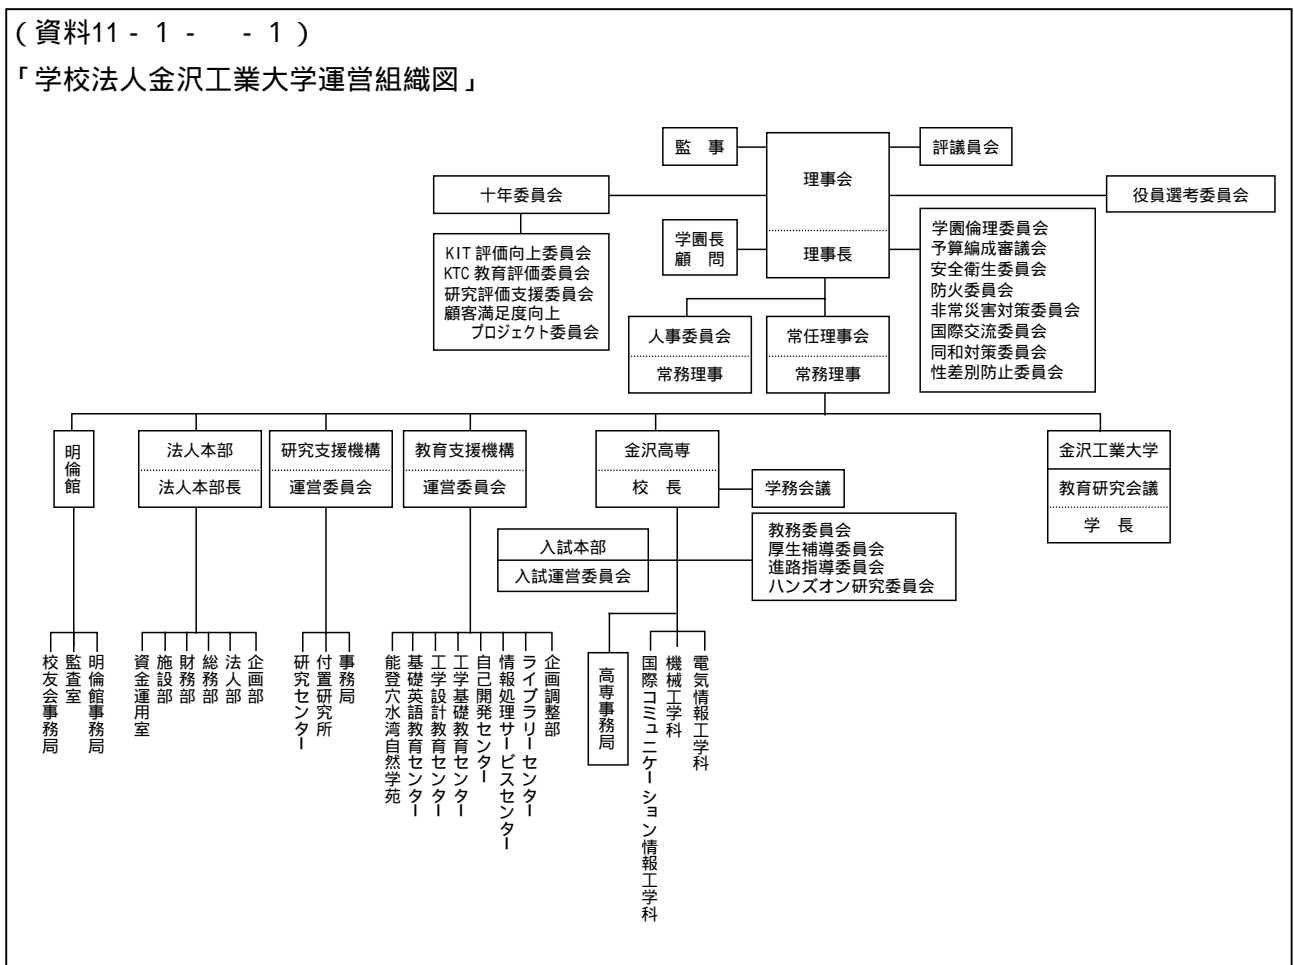 (資料11 - 1 -   - 1 )
「学校法人金沢工業大学運営組織図」
監 事
理事会
評議員会
十年委員会
役員選考委員会
学園長
顧 問
理事長
学園倫理委員会
予算編成審議会
安全衛生委員会
防火委員会
非常災害対策委員会
国際交流委員会
同和対策委員会
性差別防止委員会
KIT 評価向上委員会
KTC 教育評価委員会
研究評価支援委員会
顧客満足度向上
プロジェクト委員会
人事委員会
常務理事
常任理事会
常務理事
明倫館
法人本部
法人本部長
研究支援機構
運営委員会
教育支援機構
運営委員会
金沢高専
校 長
学務会議
金沢工業大学
教育研究会議
学 長
入試本部
入試運営委員会
教務委員会
厚生補導委員会
進路指導委員会
ハンズオン研究委員会
校友会事務局
監査室
明倫館事務局
資金運用室
施設部
財務部
総務部
法人部
企画部
研究センター
付置研究所
事務局
能登穴水湾自然学苑
基礎英語教育センター
工学設計教育センター
工学基礎教育センター
自己開発センター
情報処理サービスセンター
ライブラリーセンター
企画調整部
高専事務局
国際コミュニケーション情報工学科
機械工学科
電気情報工学科